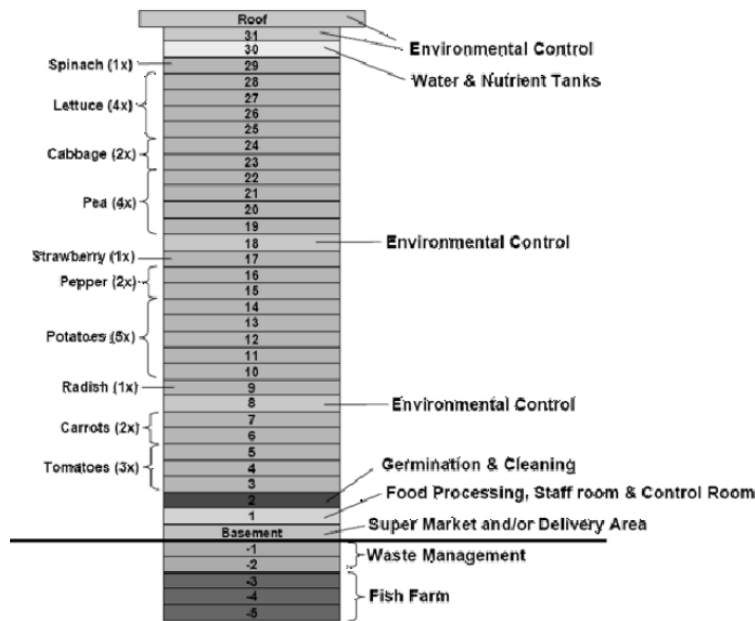 Roof
31
Environmental Control
30
Spinach (1x)
29
Water & Nutrient Tanks
28
Lettuce (4x)
27
26
25
Cabbage (2x)
24
23
22
Pea (4x)
21
20
19
18
Environmental Control
Strawberry (1x)
17
Pepper (2x)
16
15
14
13
Potatoes (5x)
12
11
10
Radish (1x)
9
8
Environmental Control
Carrots (2x)
7
6
5
Tomatoes (3x)
4
3
Germination & Cleaning
2
Food Processing, Staff room & Control Room
1
Super Market and/or Delivery Area
Basement
-1
Waste Management
-2
-3
-4
Fish Farm
-5